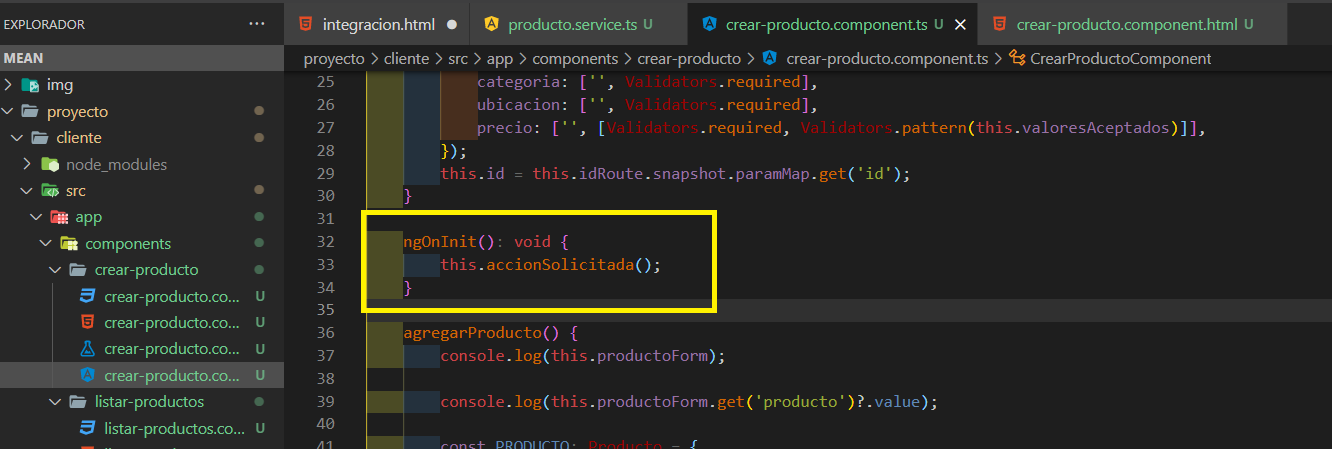 EXPLORADOR ···
MEAN
img
proyecto
cliente
node_modules
src
app
components
crear-producto
crear-producto.co... U
crear-producto.co... U
crear-producto.co... U
crear-producto.co... U
listar-productos
listar-productos.co... U
integracion.html
producto.service.ts U
crear-producto.component.ts U
crear-producto.component.html U
proyecto > cliente > src > app > components > crear-producto > crear-producto.component.ts > CrearProductoComponent
25 categoria: ['', Validators.required],
26 ubicacion: ['', Validators.required],
27 precio: ['', [Validators.required, Validators.pattern(this.valoresAceptados)]],
28 });
29 this.id = this.idRoute.snapshot.paramMap.get('id');
30 }
31
32 ngOnInit(): void {
33 this.accionSolicitada();
34 }
35
36 agregarProducto() {
37 console.log(this.productoForm);
38
39 console.log(this.productoForm.get('producto')?.value);
40
41 const PRODUCTO: Producto = {